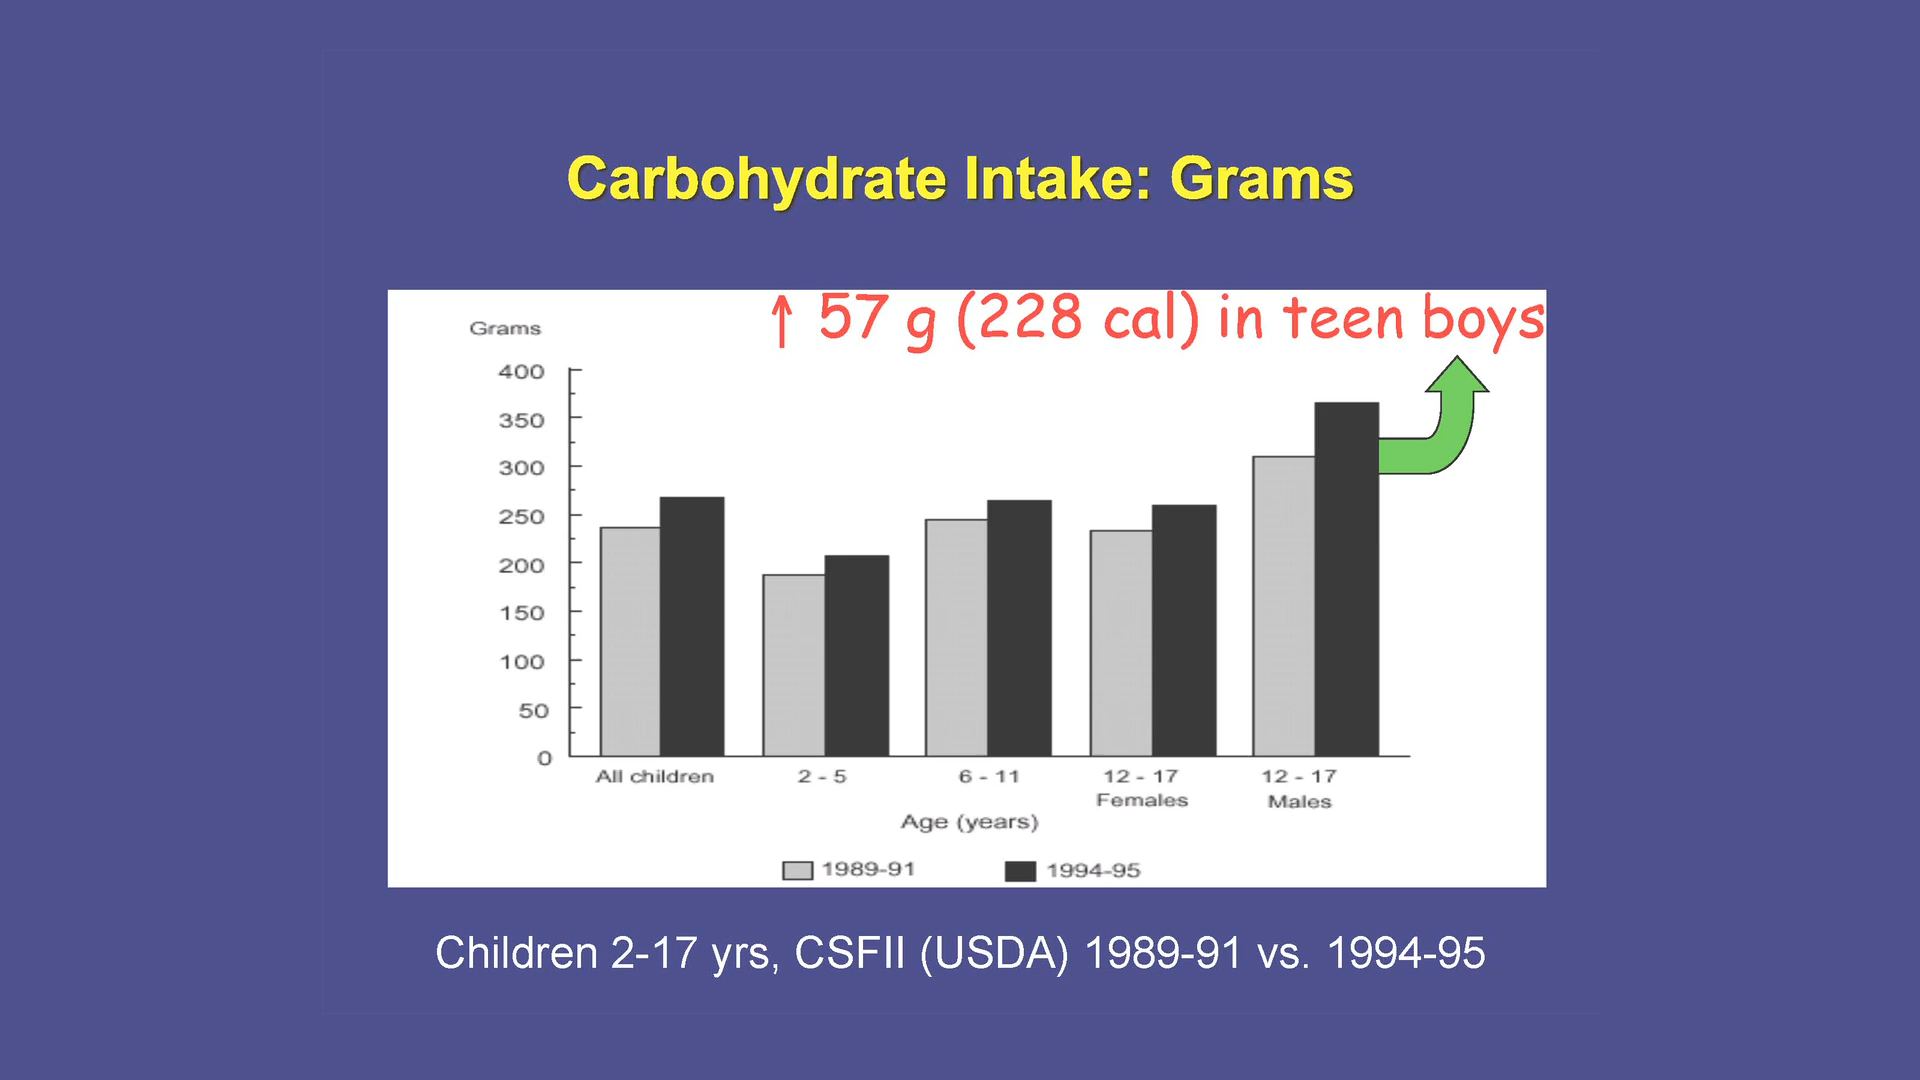 Carbohydrate Intake: Grams
↑ 57 g (228 cal) in teen boys
Grams
400
350
300
250
200
150
100
50
0
All children
2 - 5
6 - 11
12 - 17
Females
12 - 17
Males
Age (years)
1989-91
1994-95
Children 2-17 yrs, CSFII (USDA) 1989-91 vs. 1994-95